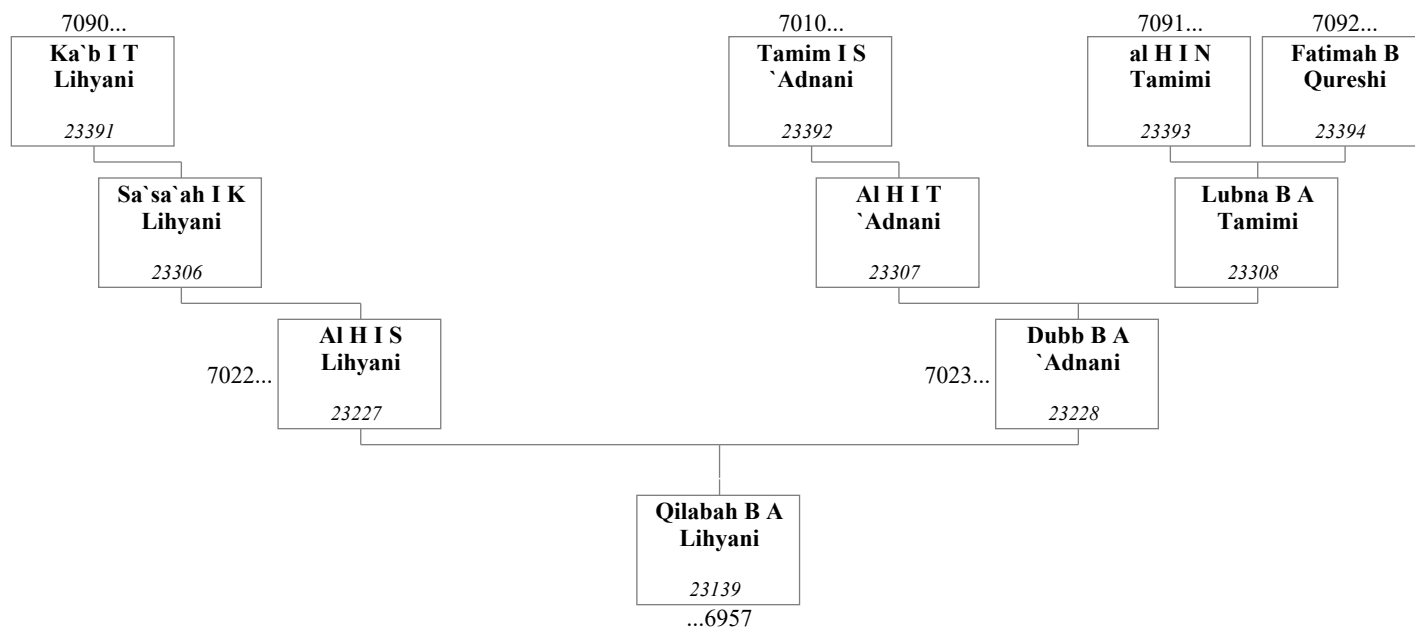 7090...
7010...
7091...
7092...
Ka`b I T
Lihyani
23391
Tamim I S
`Adnani
23392
al H I N
Tamimi
23393
Fatimah B
Qureshi
23394
Sa`sa`ah I K
Lihyani
23306
Al H I T
`Adnani
23307
Lubna B A
Tamimi
23308
Al H I S
Lihyani
23227
7022...
Dubb B A
`Adnani
23228
7023...
Qilabah B A
Lihyani
23139
...6957